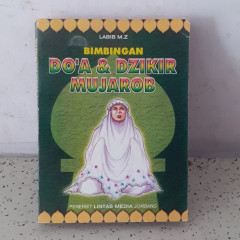 LABIB M.Z
BIMBINGAN
DO'A & DZIKIR
MUJAROB
PENERBIT LINTAS MEDIA JOMBANG